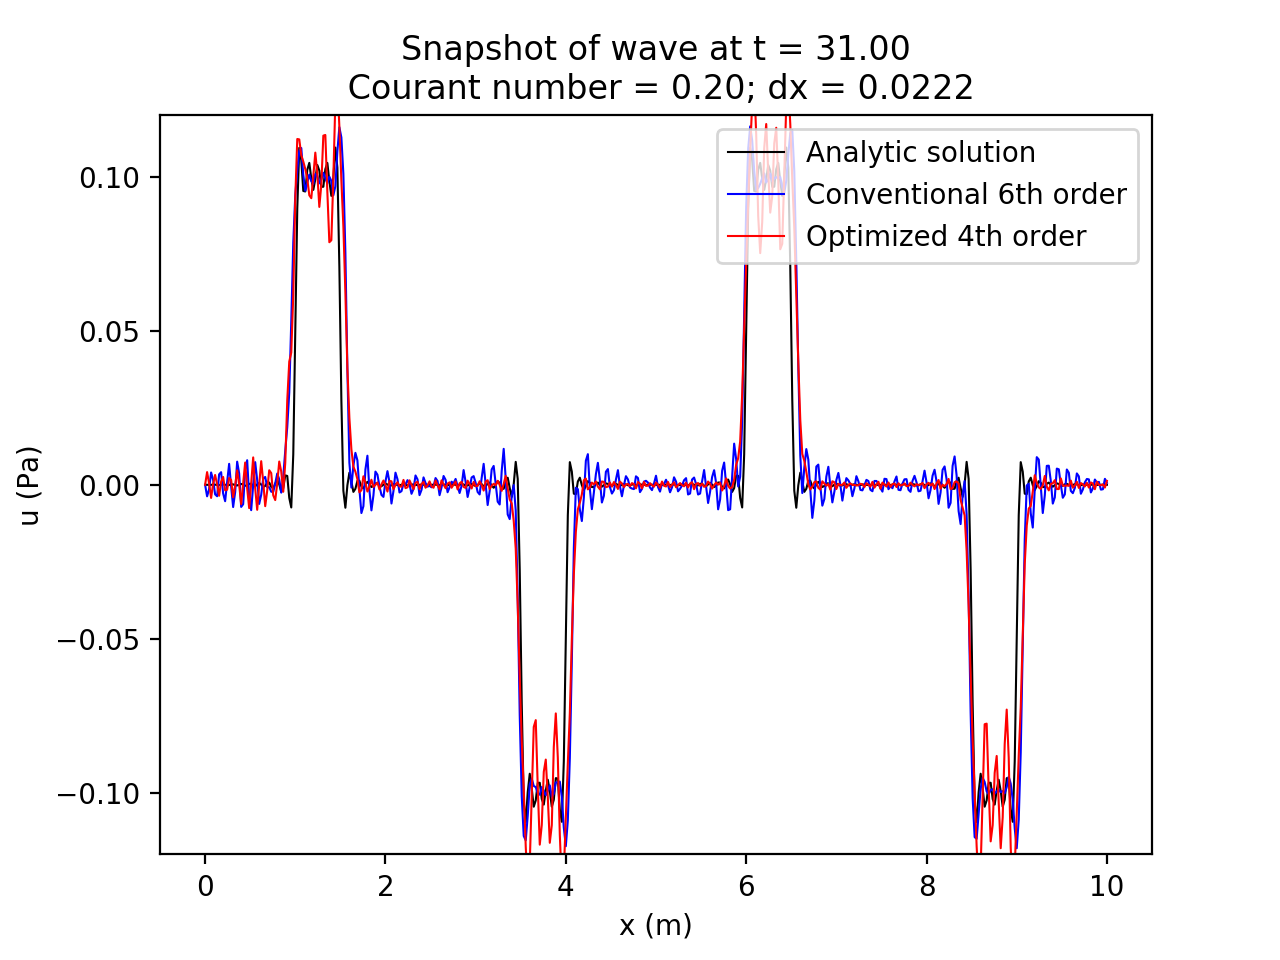 Snapshot of wave at t = 31.00
Courant number = 0.20; dx = 0.0222
Analytic solution
Conventional 6th order
Optimized 4th order
0.10
0.05
0.00
−0.05
−0.10
u (Pa)
0 2 4 6 8 10
x (m)